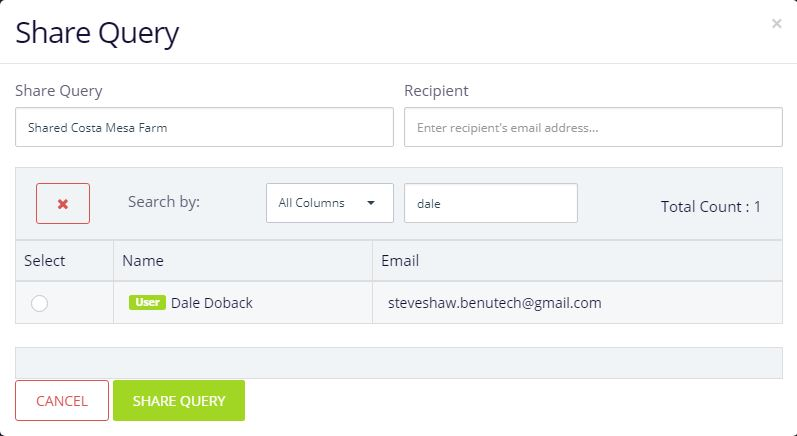 Share Query
×
Share Query
Recipient
Shared Costa Mesa Farm
Enter recipient's email address...
Search by:
All Columns
dale
Total Count : 1
Select
Name
Email
User Dale Doback
steveshaw.benutech@gmail.com
CANCEL
SHARE QUERY